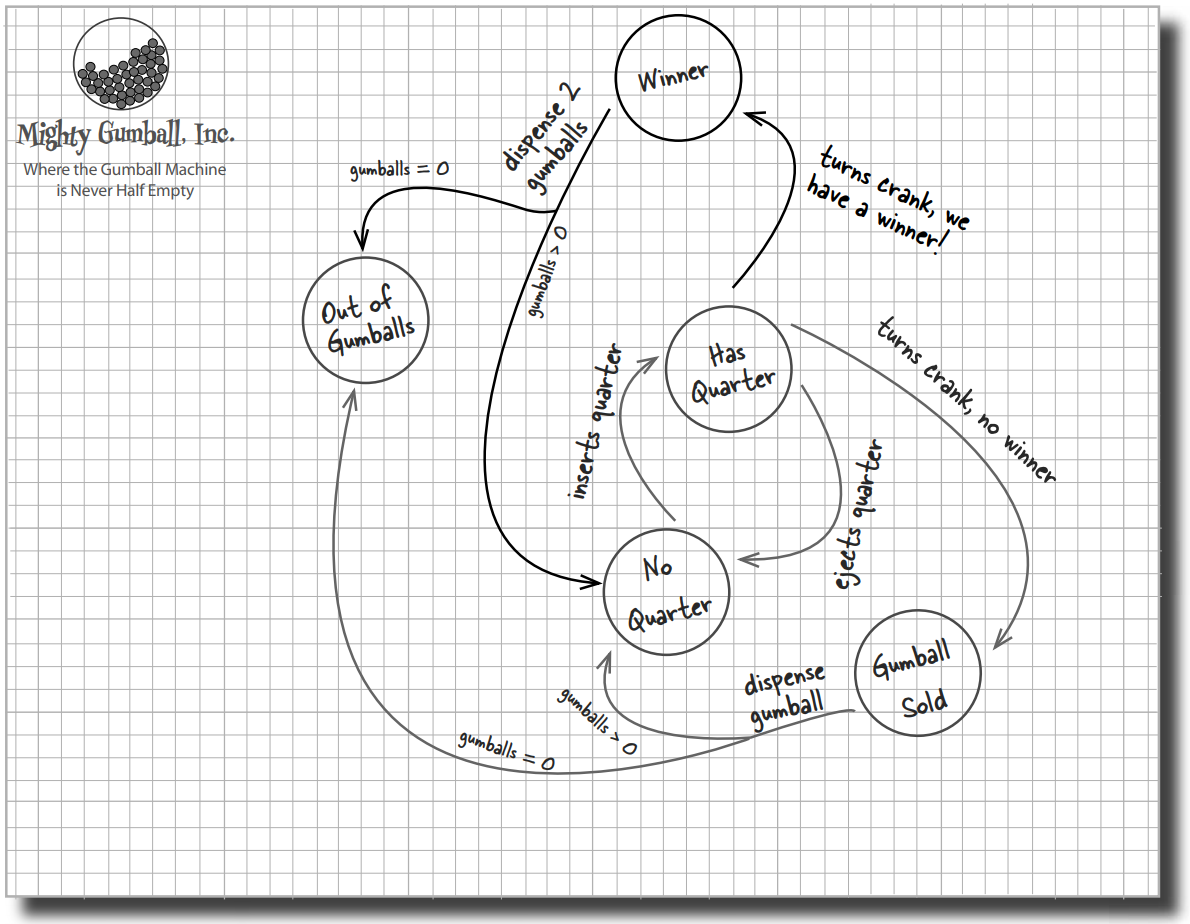 Mighty Gumball, Inc.
Where the Gumball Machine
is Never Half Empty
Winner
dispense 2
gumballs
gumballs = 0
turns crank, we
have a winner!
gumballs > 0
Out of
Gumballs
Has
Quarter
turns crank, no winner
inserts quarter
ejects quarter
No
Quarter
Gumball
Sold
dispense
gumball
gumballs > 0
gumballs = 0